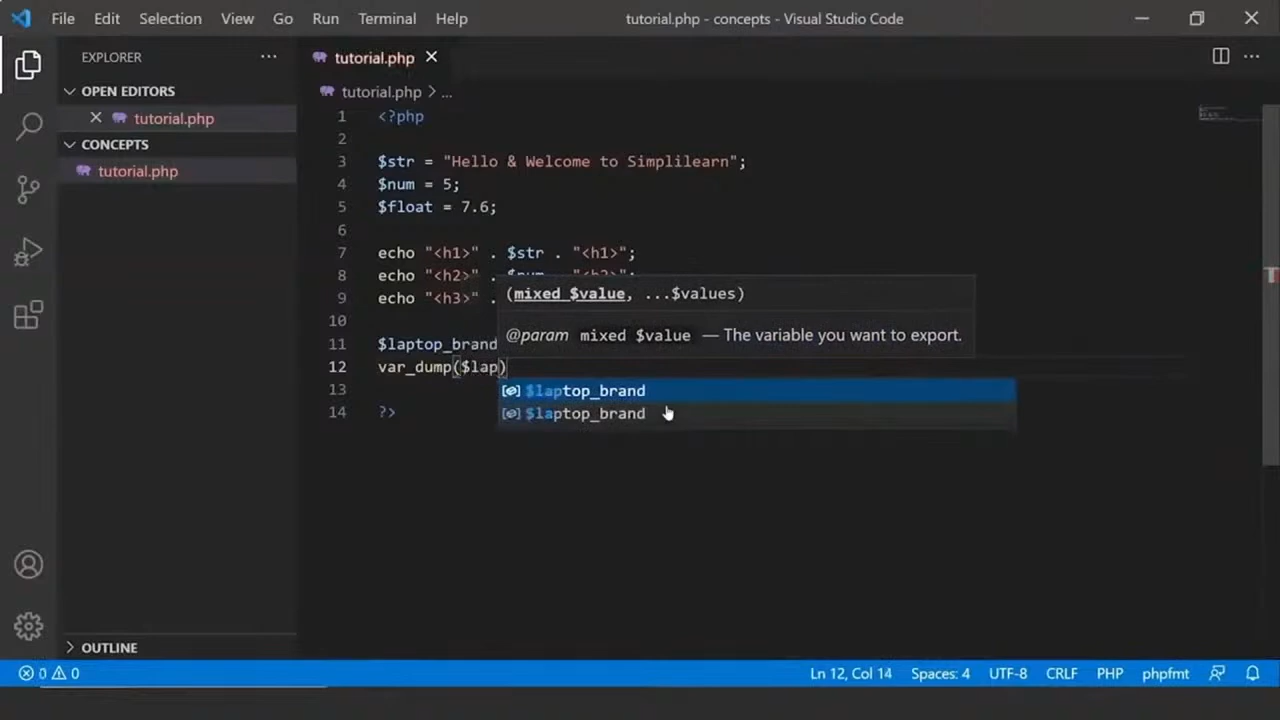 File Edit Selection View Go Run Terminal Help
tutorial.php - concepts - Visual Studio Code
EXPLORER
OPEN EDITORS
tutorial.php
CONCEPTS
tutorial.php
OUTLINE
tutorial.php
tutorial.php > ...
1 <?php
2
3 $str = "Hello & Welcome to Simplilearn";
4 $num = 5;
5 $float = 7.6;
6
7 echo "<h1>" . $str . "<h1>";
8 echo "<h2>" . $num . "<h2>";
9 echo "<h3>" .
(mixed $value, ...$values)
@param mixed $value — The variable you want to export.
10
11 $laptop_brand
12 var_dump($lap)
$laptop_brand
$laptop_brand
13
14 ?>
0 0
Ln 12, Col 14 Spaces: 4 UTF-8 CRLF PHP phpfmt